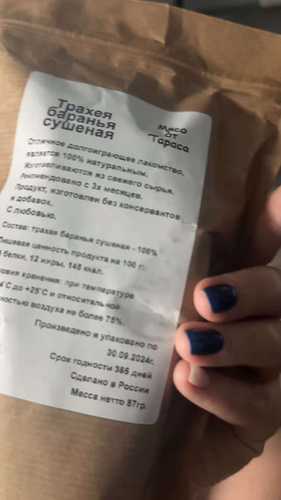 Трахея
баранья
сушеная
Мясо
от
Тараса
Отличное долгоиграющее лакомство,
является 100% натуральным.
Изготавливаются из свежего сырья.
Рекомендовано с 3х месяцев.
Продукт, изготовлен без консервантов
и добавок.
С любовью.
Состав: трахея баранья сушеная - 100%
Пищевая ценность продукта на 100 г:
белки, 12 жиры, 148 ккал.
хранения: при температуре
°C до +25°C и относительной
воздуха не более 75%.
Произведено и упаковано по
30.09.2024г.
Срок годности 365 дней
Сделано в России
Масса нетто 87гр.